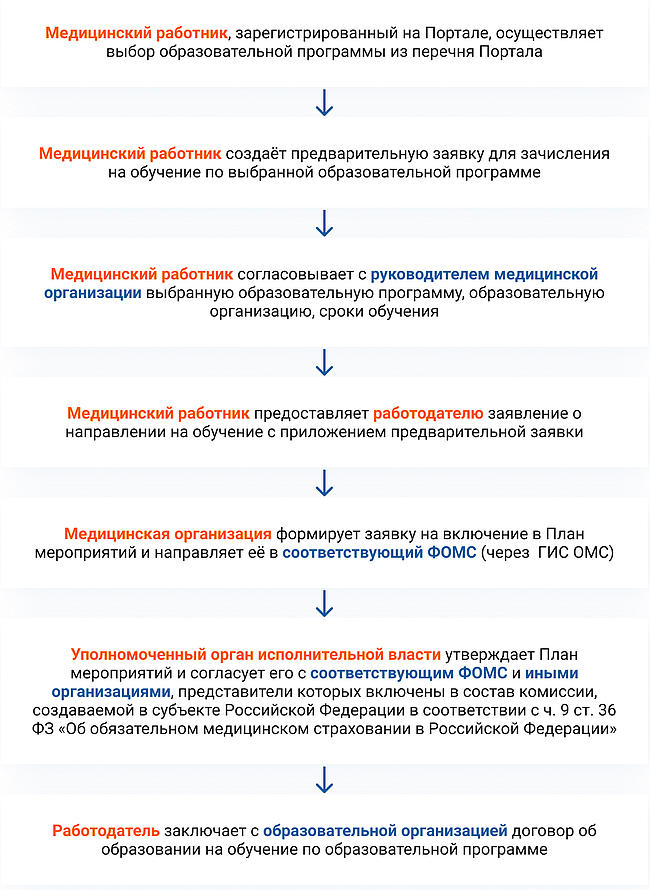 Медицинский работник, зарегистрированный на Портале, осуществляет
выбор образовательной программы из перечня Портала
Медицинский работник создаёт предварительную заявку для зачисления
на обучение по выбранной образовательной программе
Медицинский работник согласовывает с руководителем медицинской
организации выбранную образовательную программу, образовательную
организацию, сроки обучения
Медицинский работник предоставляет работодателю заявление о
направлении на обучение с приложением предварительной заявки
Медицинская организация формирует заявку на включение в План
мероприятий и направляет её в соответствующий ФОМС (через ГИС ОМС)
Уполномоченный орган исполнительной власти утверждает План
мероприятий и согласует его с соответствующим ФОМС и иными
организациями, представители которых включены в состав комиссии,
создаваемой в субъекте Российской Федерации в соответствии с ч. 9 ст. 36
ФЗ «Об обязательном медицинском страховании в Российской Федерации»
Работодатель заключает с образовательной организацией договор об
образовании на обучение по образовательной программе